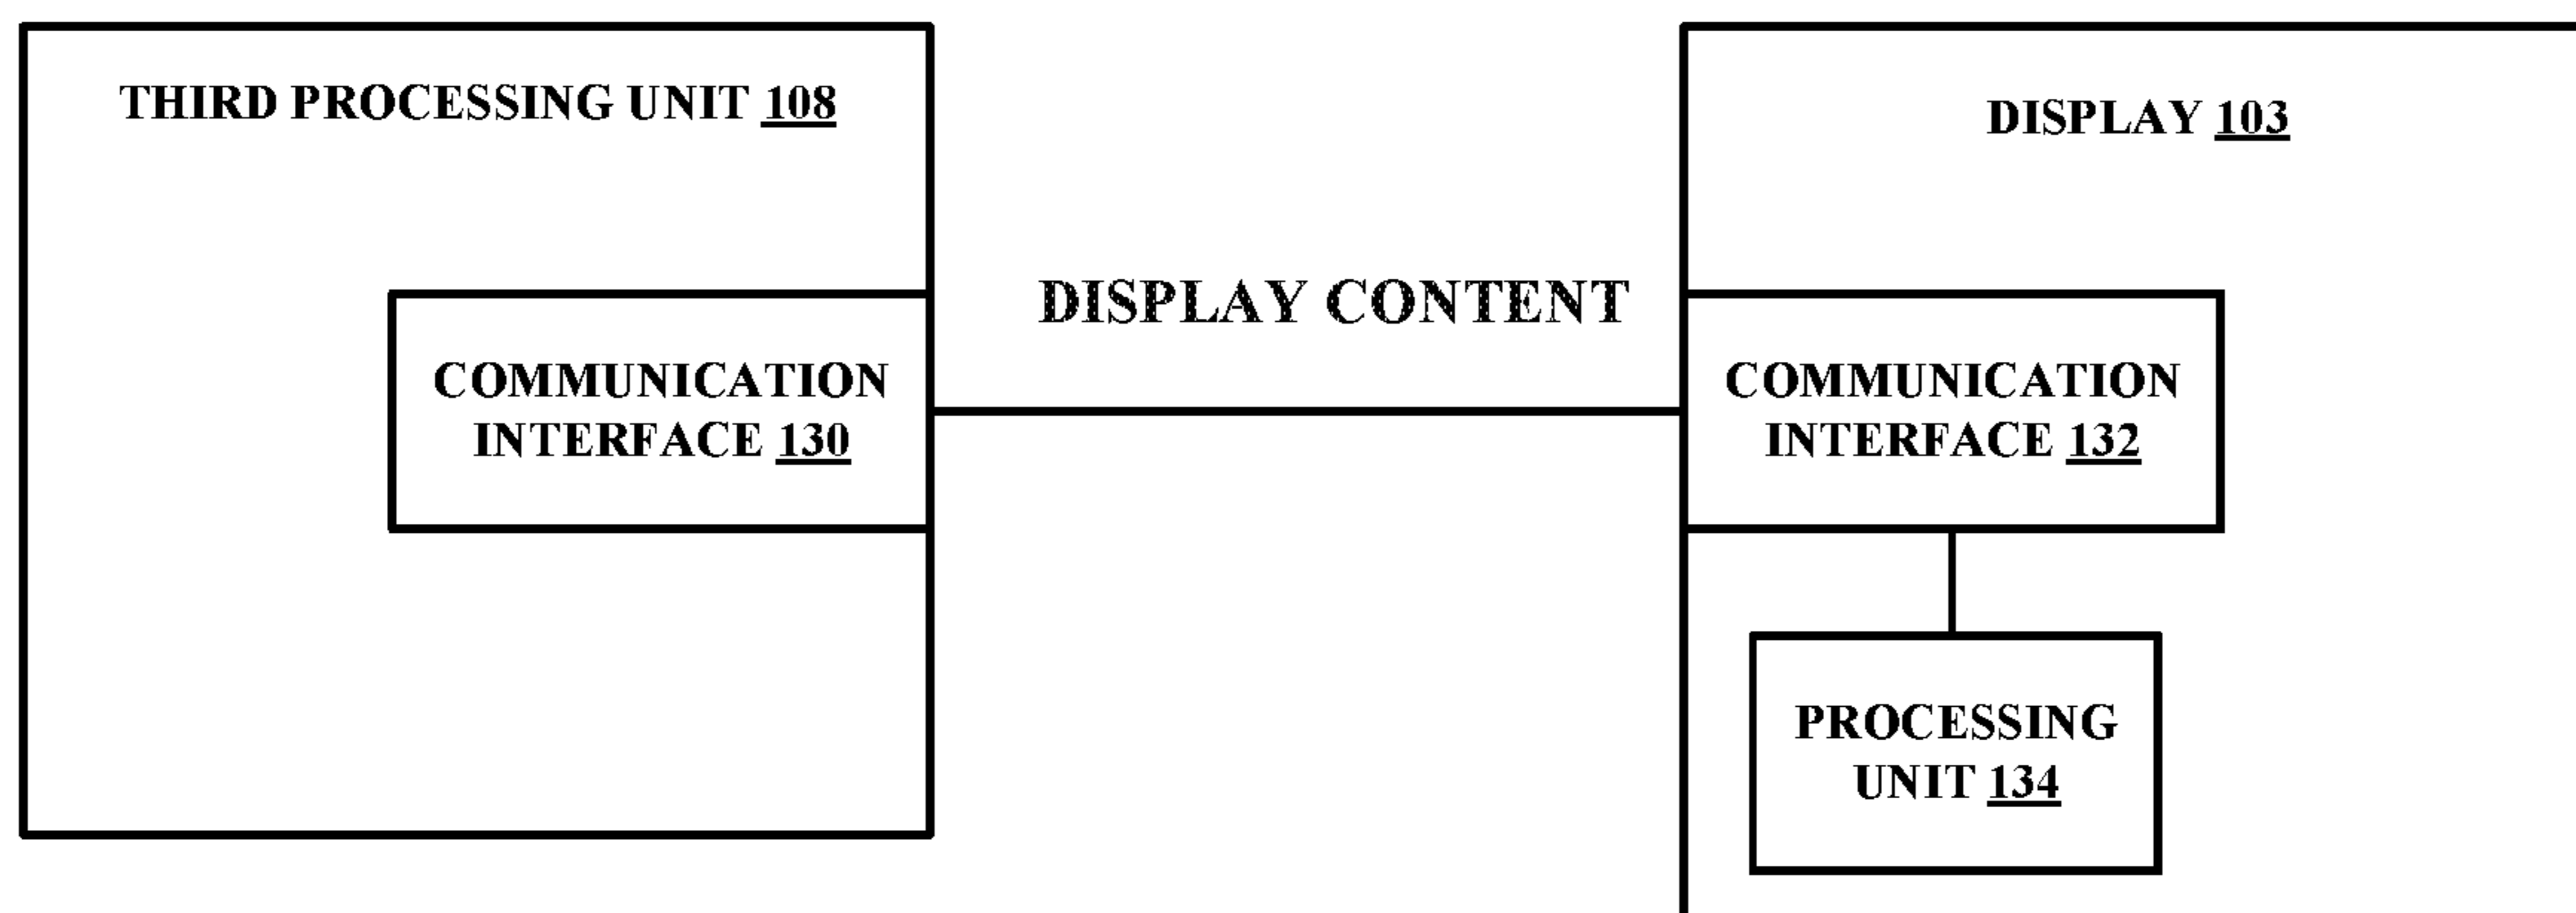 THIRD PROCESSING UNIT 108
DISPLAY 103
DISPLAY CONTENT
COMMUNICATION
INTERFACE 130
COMMUNICATION
INTERFACE 132
PROCESSING
UNIT 134